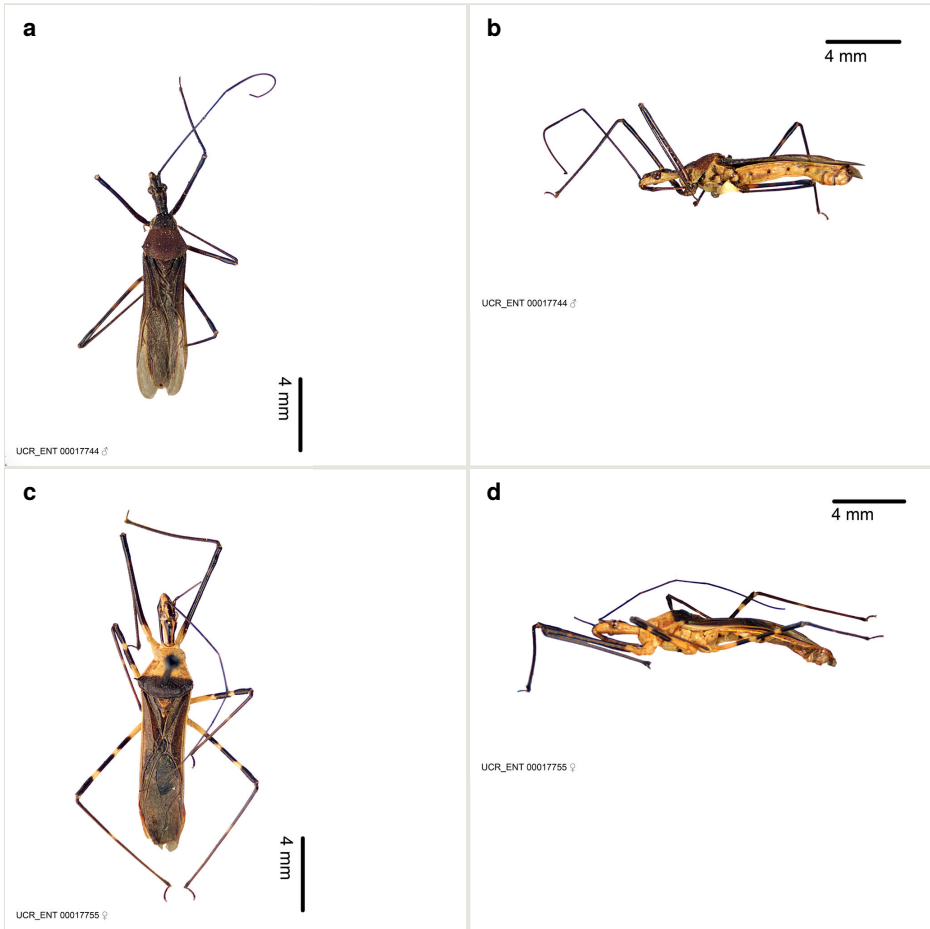 a
4 mm
UCR_ENT 00017744 ♂
b
4 mm
UCR_ENT 00017744 ♂
c
4 mm
UCR_ENT 00017755 ♀
d
4 mm
UCR_ENT 00017755 ♀